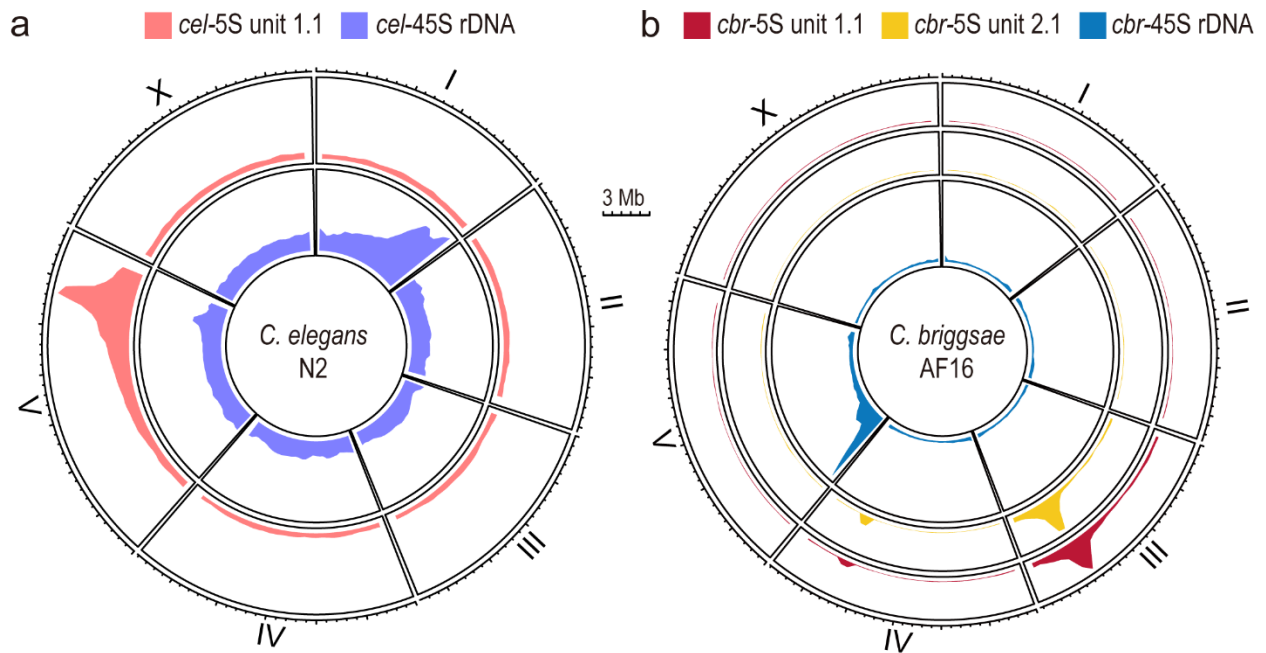 a
cel-5S unit 1.1 cel-45S rDNA
b
cbr-5S unit 1.1 cbr-5S unit 2.1 cbr-45S rDNA
X
I
II
III
IV
V
C. elegans
N2
3 Mb
X
I
II
III
IV
V
C. briggsae
AF16